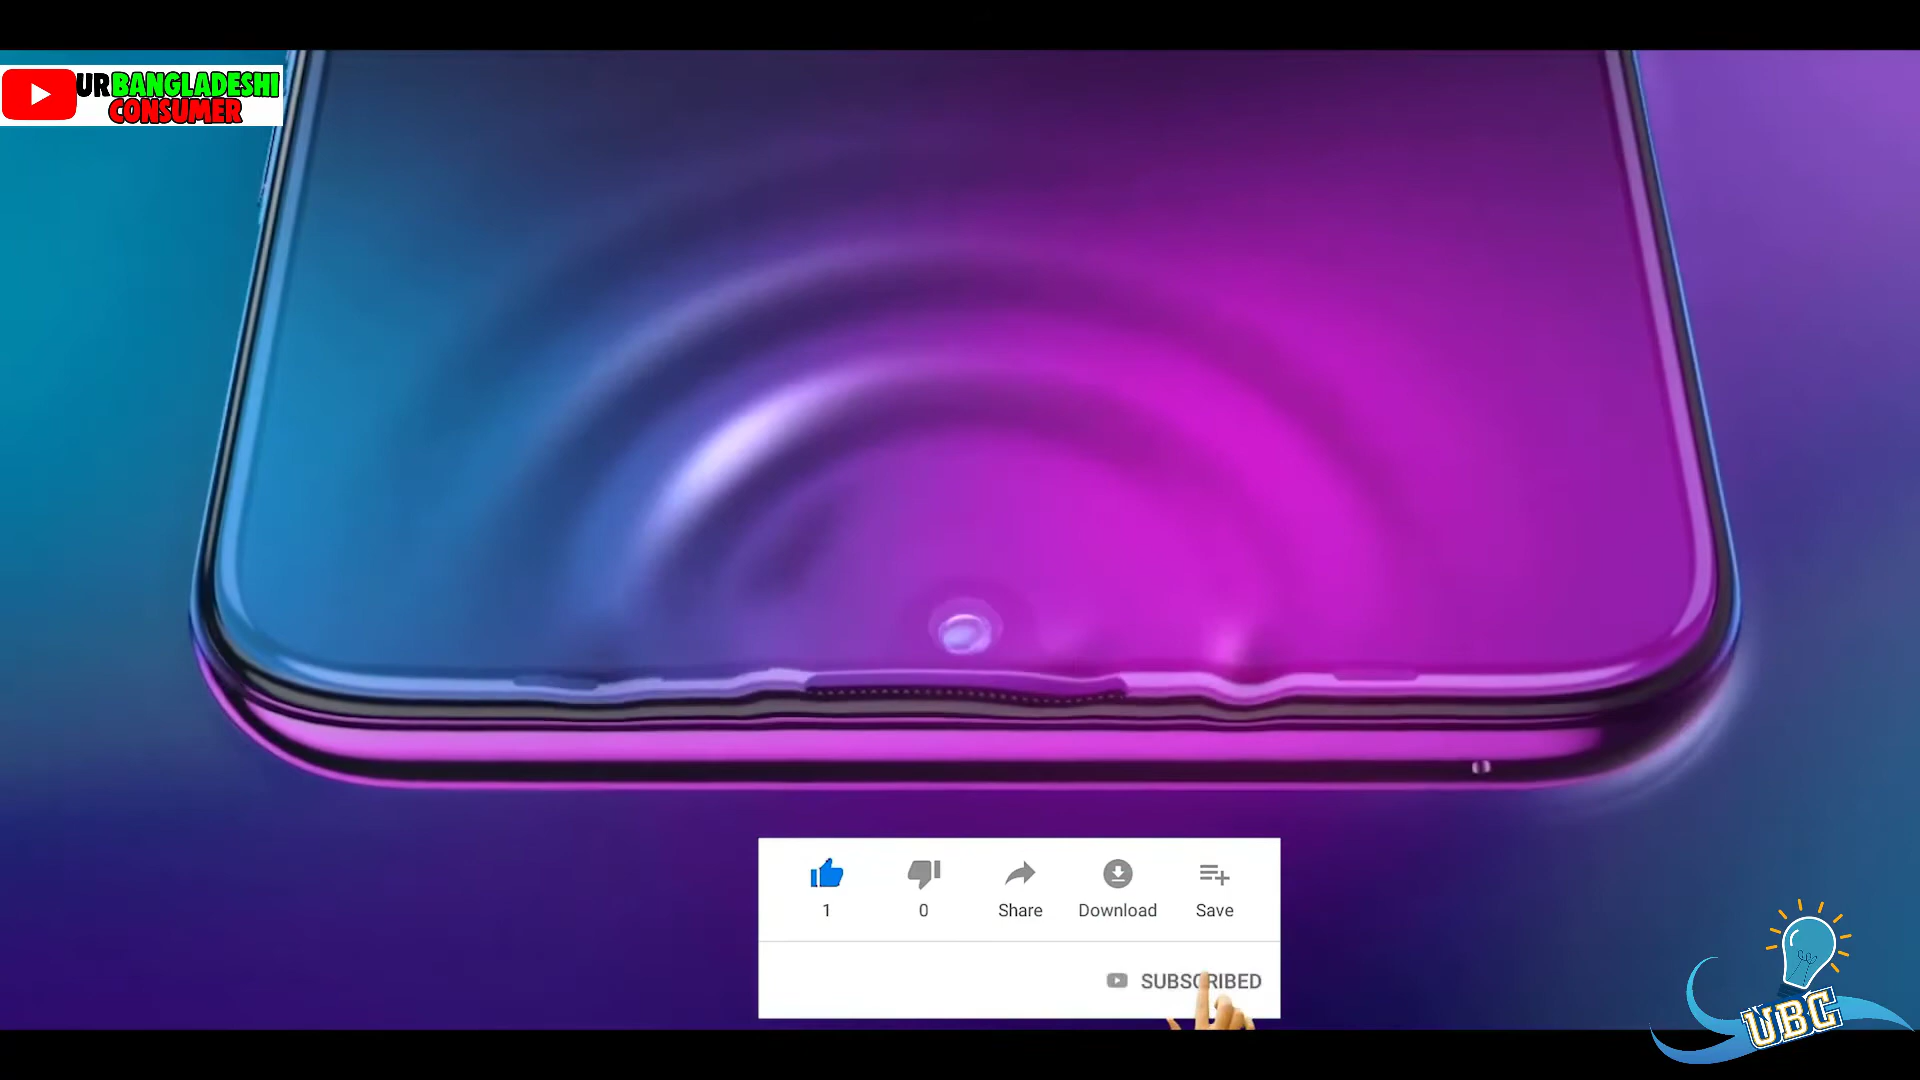 URBANGLADESHI
CONSUMER
1
0
Share
Download
Save
SUBSCRIBED
UBC